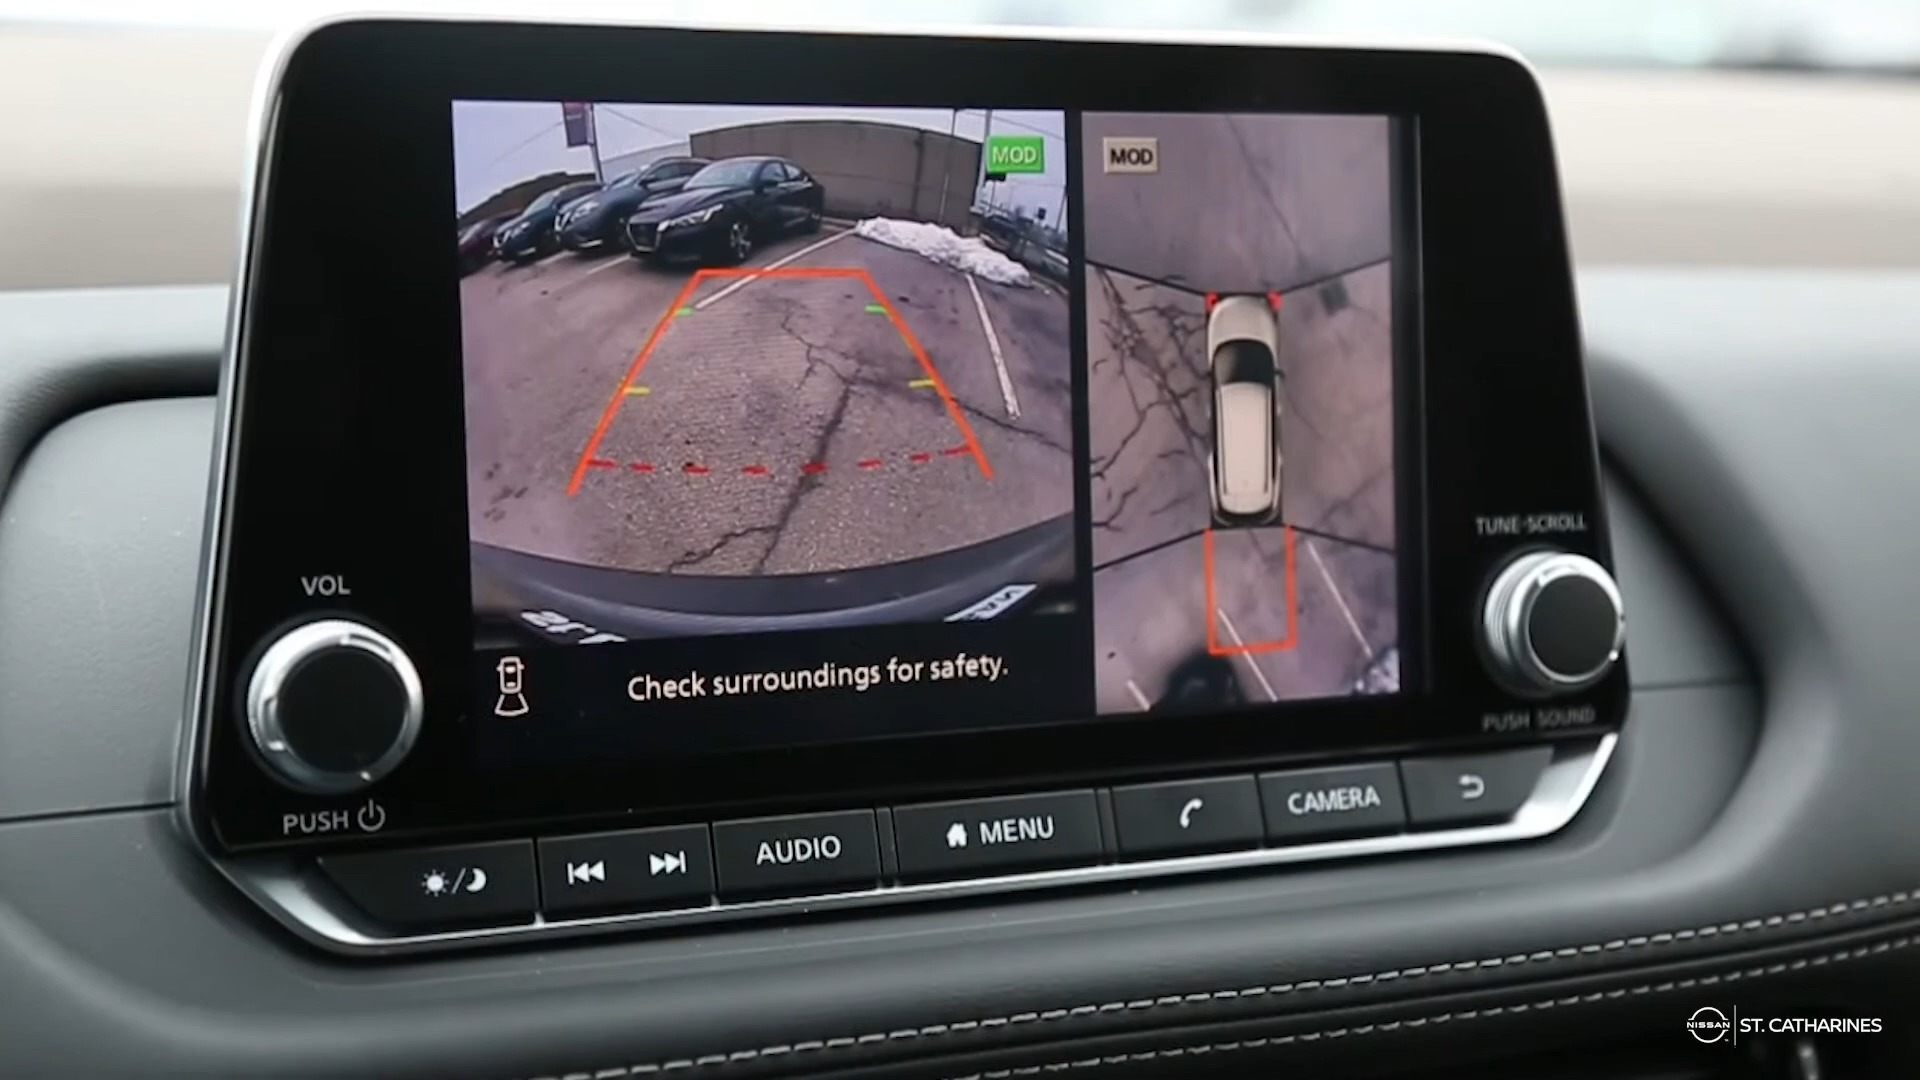 MOD
MOD
Check surroundings for safety.
VOL
PUSH
TUNE·SCROLL
PUSH SOUND
AUDIO
MENU
CAMERA
NISSAN
ST. CATHARINES